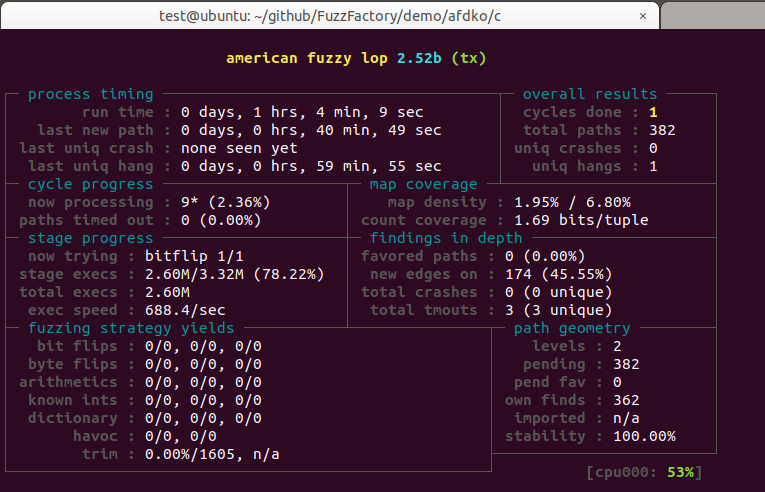 test@ubuntu: ~/github/FuzzFactory/demo/afdko/c ×
american fuzzy lop 2.52b (tx)
process timing overall results
run time : 0 days, 1 hrs, 4 min, 9 sec cycles done : 1
last new path : 0 days, 0 hrs, 40 min, 49 sec total paths : 382
last uniq crash : none seen yet uniq crashes : 0
last uniq hang : 0 days, 0 hrs, 59 min, 55 sec uniq hangs : 1
cycle progress map coverage
now processing : 9* (2.36%) map density : 1.95% / 6.80%
paths timed out : 0 (0.00%) count coverage : 1.69 bits/tuple
stage progress findings in depth
now trying : bitflip 1/1 favored paths : 0 (0.00%)
stage execs : 2.60M/3.32M (78.22%) new edges on : 174 (45.55%)
total execs : 2.60M total crashes : 0 (0 unique)
exec speed : 688.4/sec total tmouts : 3 (3 unique)
fuzzing strategy yields path geometry
bit flips : 0/0, 0/0, 0/0 levels : 2
byte flips : 0/0, 0/0, 0/0 pending : 382
arithmetics : 0/0, 0/0, 0/0 pend fav : 0
known ints : 0/0, 0/0, 0/0 own finds : 362
dictionary : 0/0, 0/0, 0/0 imported : n/a
havoc : 0/0, 0/0 stability : 100.00%
trim : 0.00%/1605, n/a
[cpu000: 53%]